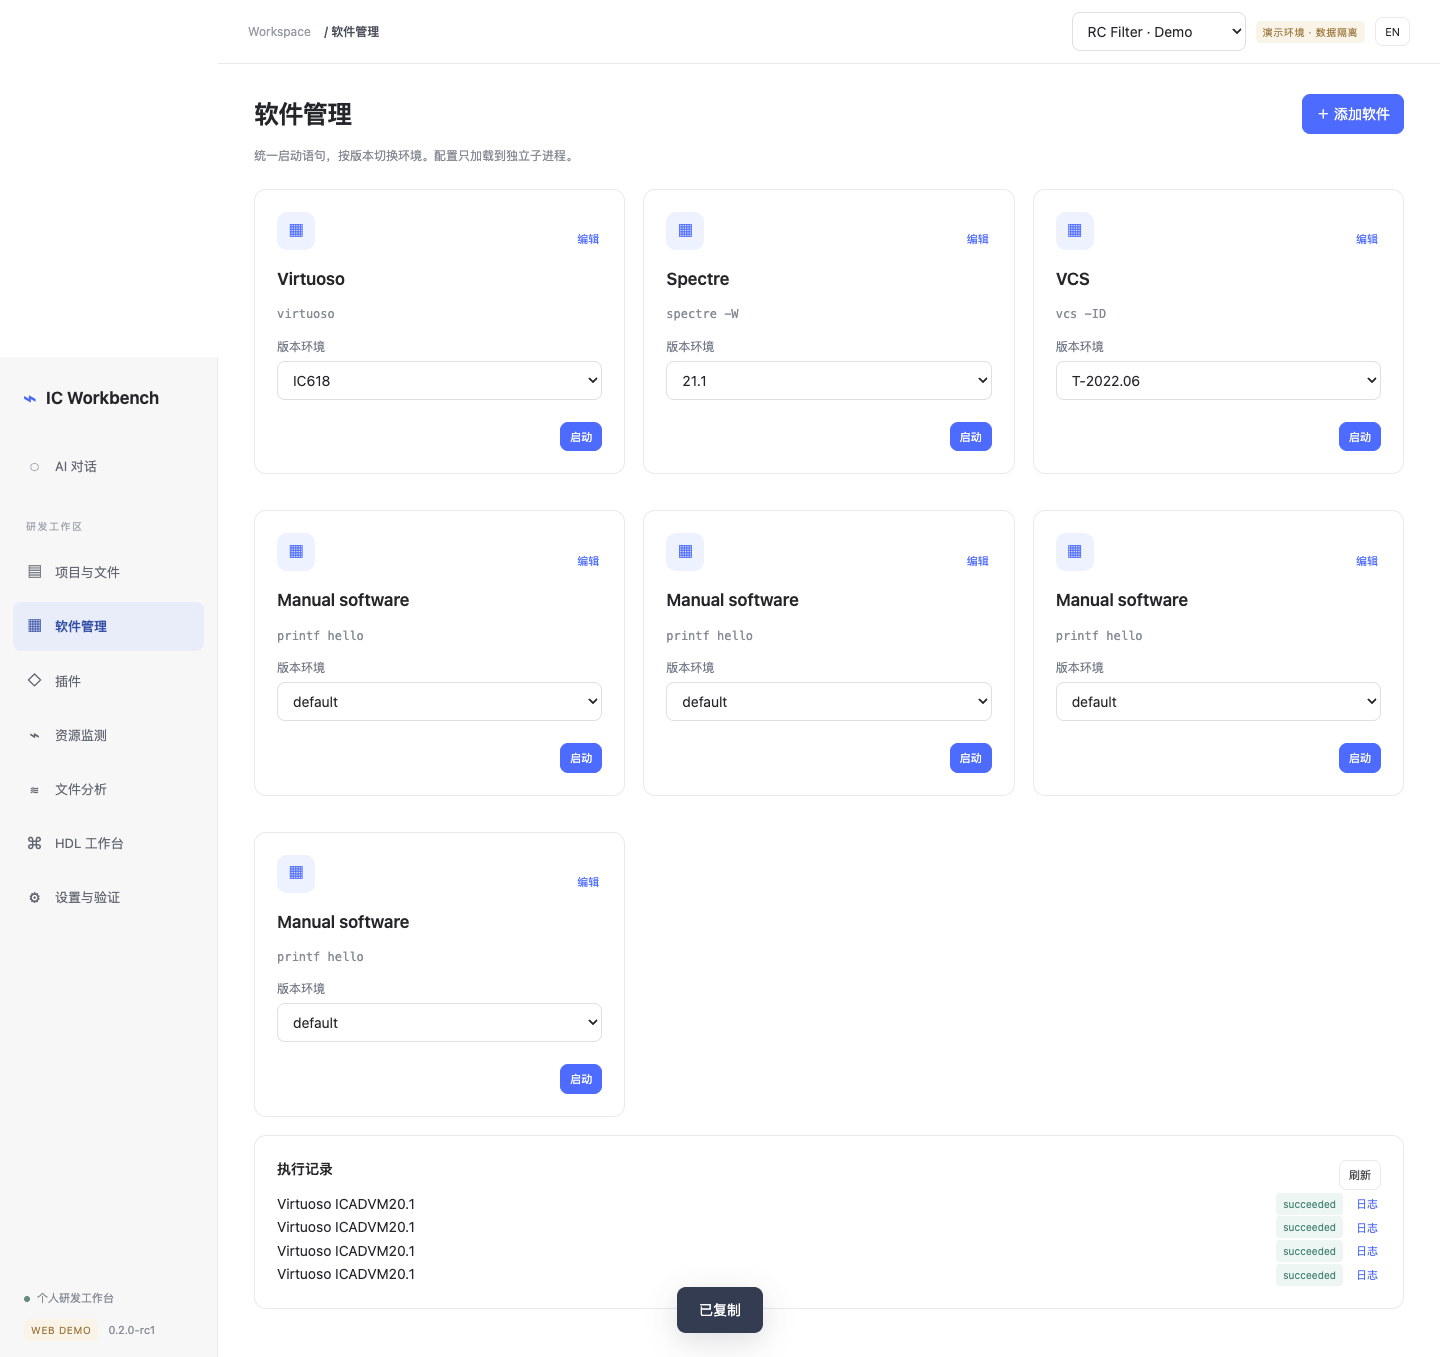 Workspace / 软件管理
RC Filter · Demo
演示环境 · 数据隔离
EN
软件管理
+ 添加软件
统一启动语句，按版本切换环境。配置只加载到独立子进程。
编辑
Virtuoso
virtuoso
版本环境
IC618
启动
编辑
Spectre
spectre -W
版本环境
21.1
启动
编辑
VCS
vcs -ID
版本环境
T-2022.06
启动
IC Workbench
AI 对话
研发工作区
项目与文件
软件管理
插件
资源监测
文件分析
HDL 工作台
设置与验证
个人研发工作台
WEB DEMO 0.2.0-rc1
编辑
Manual software
printf hello
版本环境
default
启动
编辑
Manual software
printf hello
版本环境
default
启动
编辑
Manual software
printf hello
版本环境
default
启动
编辑
Manual software
printf hello
版本环境
default
启动
执行记录
刷新
Virtuoso ICADVM20.1 succeeded 日志
Virtuoso ICADVM20.1 succeeded 日志
Virtuoso ICADVM20.1 succeeded 日志
Virtuoso ICADVM20.1 succeeded 日志
已复制